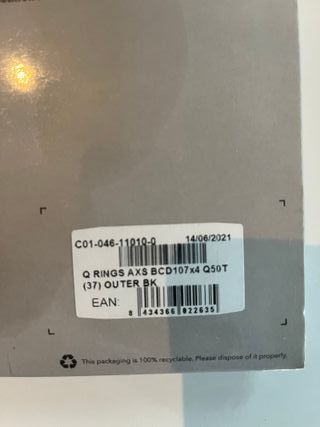 C01-046-11010-0 14/06/2021
Q RINGS AXS BCD107x4 Q50T
(37) OUTER BK
EAN:
8 434366 822635
This packaging is 100% recyclable. Please dispose of it properly.